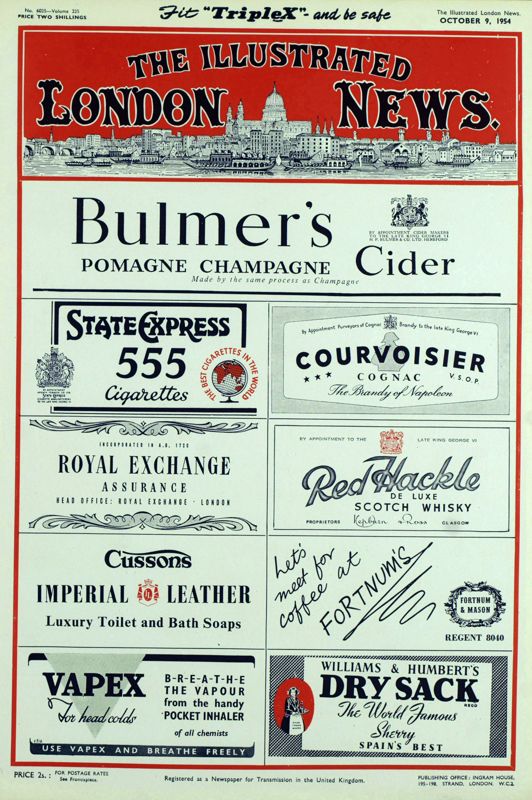 No. 6025—Volume 225
PRICE TWO SHILLINGS
Fit "TripleX" - and be safe
The Illustrated London News,
OCTOBER 9, 1954
THE ILLUSTRATED
LONDON NEWS.
Bulmer's
POMAGNE CHAMPAGNE Cider
Made by the same process as Champagne
BY APPOINTMENT CIDER MAKERS
TO THE LATE KING GEORGE VI
H. P. BULMER & CO. LTD. HEREFORD
STATE EXPRESS
555
Cigarettes
THE BEST CIGARETTES IN THE WORLD
by Appointment Purveyors of Cognac Brandy to the late King George VI
COURVOISIER
★★★ COGNAC V.S.O.P.
The Brandy of Napoleon
INCORPORATED IN A.D. 1720
ROYAL EXCHANGE
ASSURANCE
HEAD OFFICE: ROYAL EXCHANGE · LONDON
BY APPOINTMENT TO THE LATE KING GEORGE VI
Red Hackle
DE LUXE
SCOTCH WHISKY
PROPRIETORS Hepburn & Ross GLASGOW
Cussons
IMPERIAL LEATHER
Luxury Toilet and Bath Soaps
Let's
meet for
coffee at
FORTNUM'S
FORTNUM
& MASON
REGENT 8040
VAPEX
for head colds
B-R-E-A-T-H-E
THE VAPOUR
from the handy
POCKET INHALER
of all chemists
USE VAPEX AND BREATHE FREELY
WILLIAMS & HUMBERT'S
DRY SACK
REGD
The World Famous
Sherry
SPAIN'S BEST
PRICE 2s. : FOR POSTAGE RATES
See Frontispiece.
Registered as a Newspaper for Transmission in the United Kingdom.
PUBLISHING OFFICE: INGRAM HOUSE,
195-198, STRAND, LONDON, W.C.2.